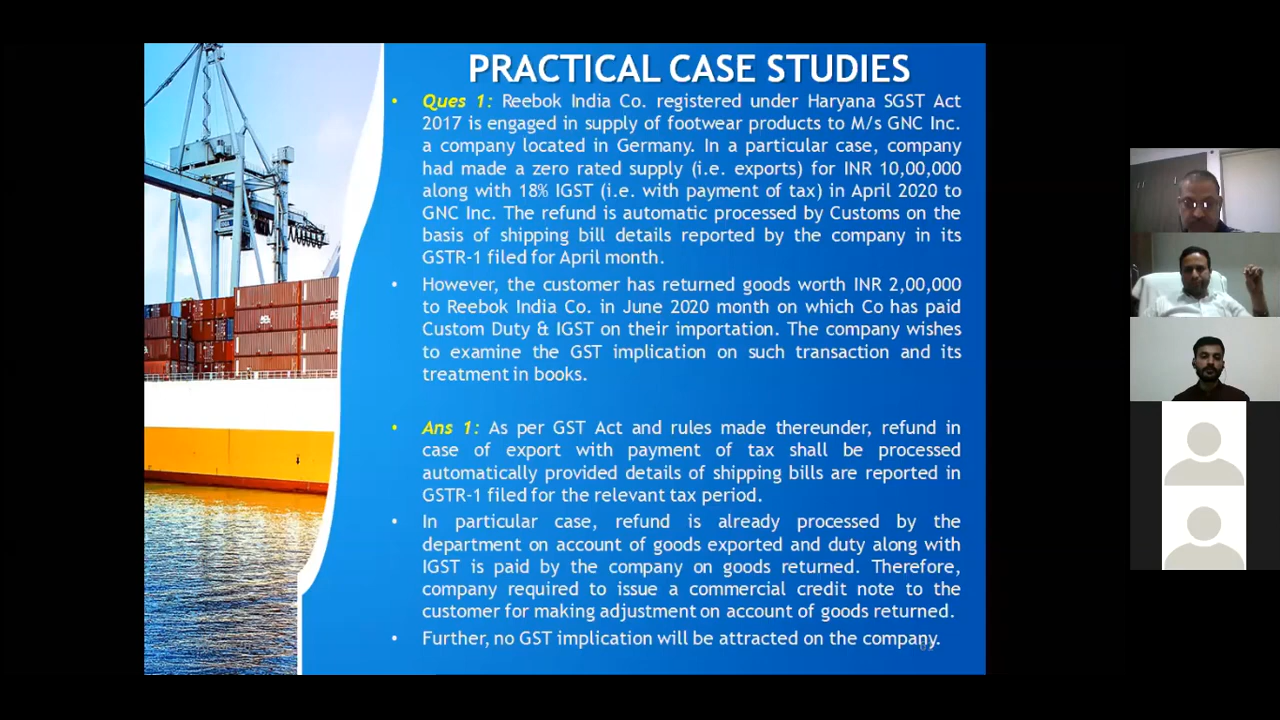 PRACTICAL CASE STUDIES
• Ques 1: Reebok India Co. registered under Haryana SGST Act
2017 is engaged in supply of footwear products to M/s GNC Inc.
a company located in Germany. In a particular case, company
had made a zero rated supply (i.e. exports) for INR 10,00,000
along with 18% IGST (i.e. with payment of tax) in April 2020 to
GNC Inc. The refund is automatic processed by Customs on the
basis of shipping bill details reported by the company in its
GSTR-1 filed for April month.
• However, the customer has returned goods worth INR 2,00,000
to Reebok India Co. in June 2020 month on which Co has paid
Custom Duty & IGST on their importation. The company wishes
to examine the GST implication on such transaction and its
treatment in books.
• Ans 1: As per GST Act and rules made thereunder, refund in
case of export with payment of tax shall be processed
automatically provided details of shipping bills are reported in
GSTR-1 filed for the relevant tax period.
• In particular case, refund is already processed by the
department on account of goods exported and duty along with
IGST is paid by the company on goods returned. Therefore,
company required to issue a commercial credit note to the
customer for making adjustment on account of goods returned.
• Further, no GST implication will be attracted on the company.